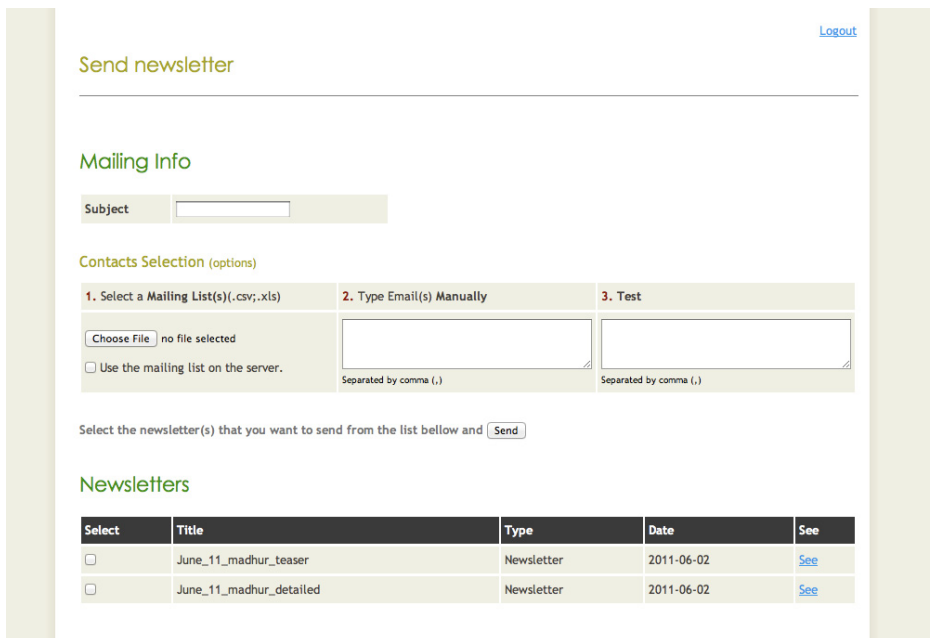 Logout
Send newsletter
Mailing Info
Subject
Contacts Selection (options)
1. Select a Mailing List(s)(.csv;.xls) 2. Type Email(s) Manually 3. Test
Choose File no file selected
Use the mailing list on the server.
Separated by comma (,) Separated by comma (,)
Select the newsletter(s) that you want to send from the list bellow and Send
Newsletters
Select Title Type Date See
June_11_madhur_teaser Newsletter 2011-06-02 See
June_11_madhur_detailed Newsletter 2011-06-02 See